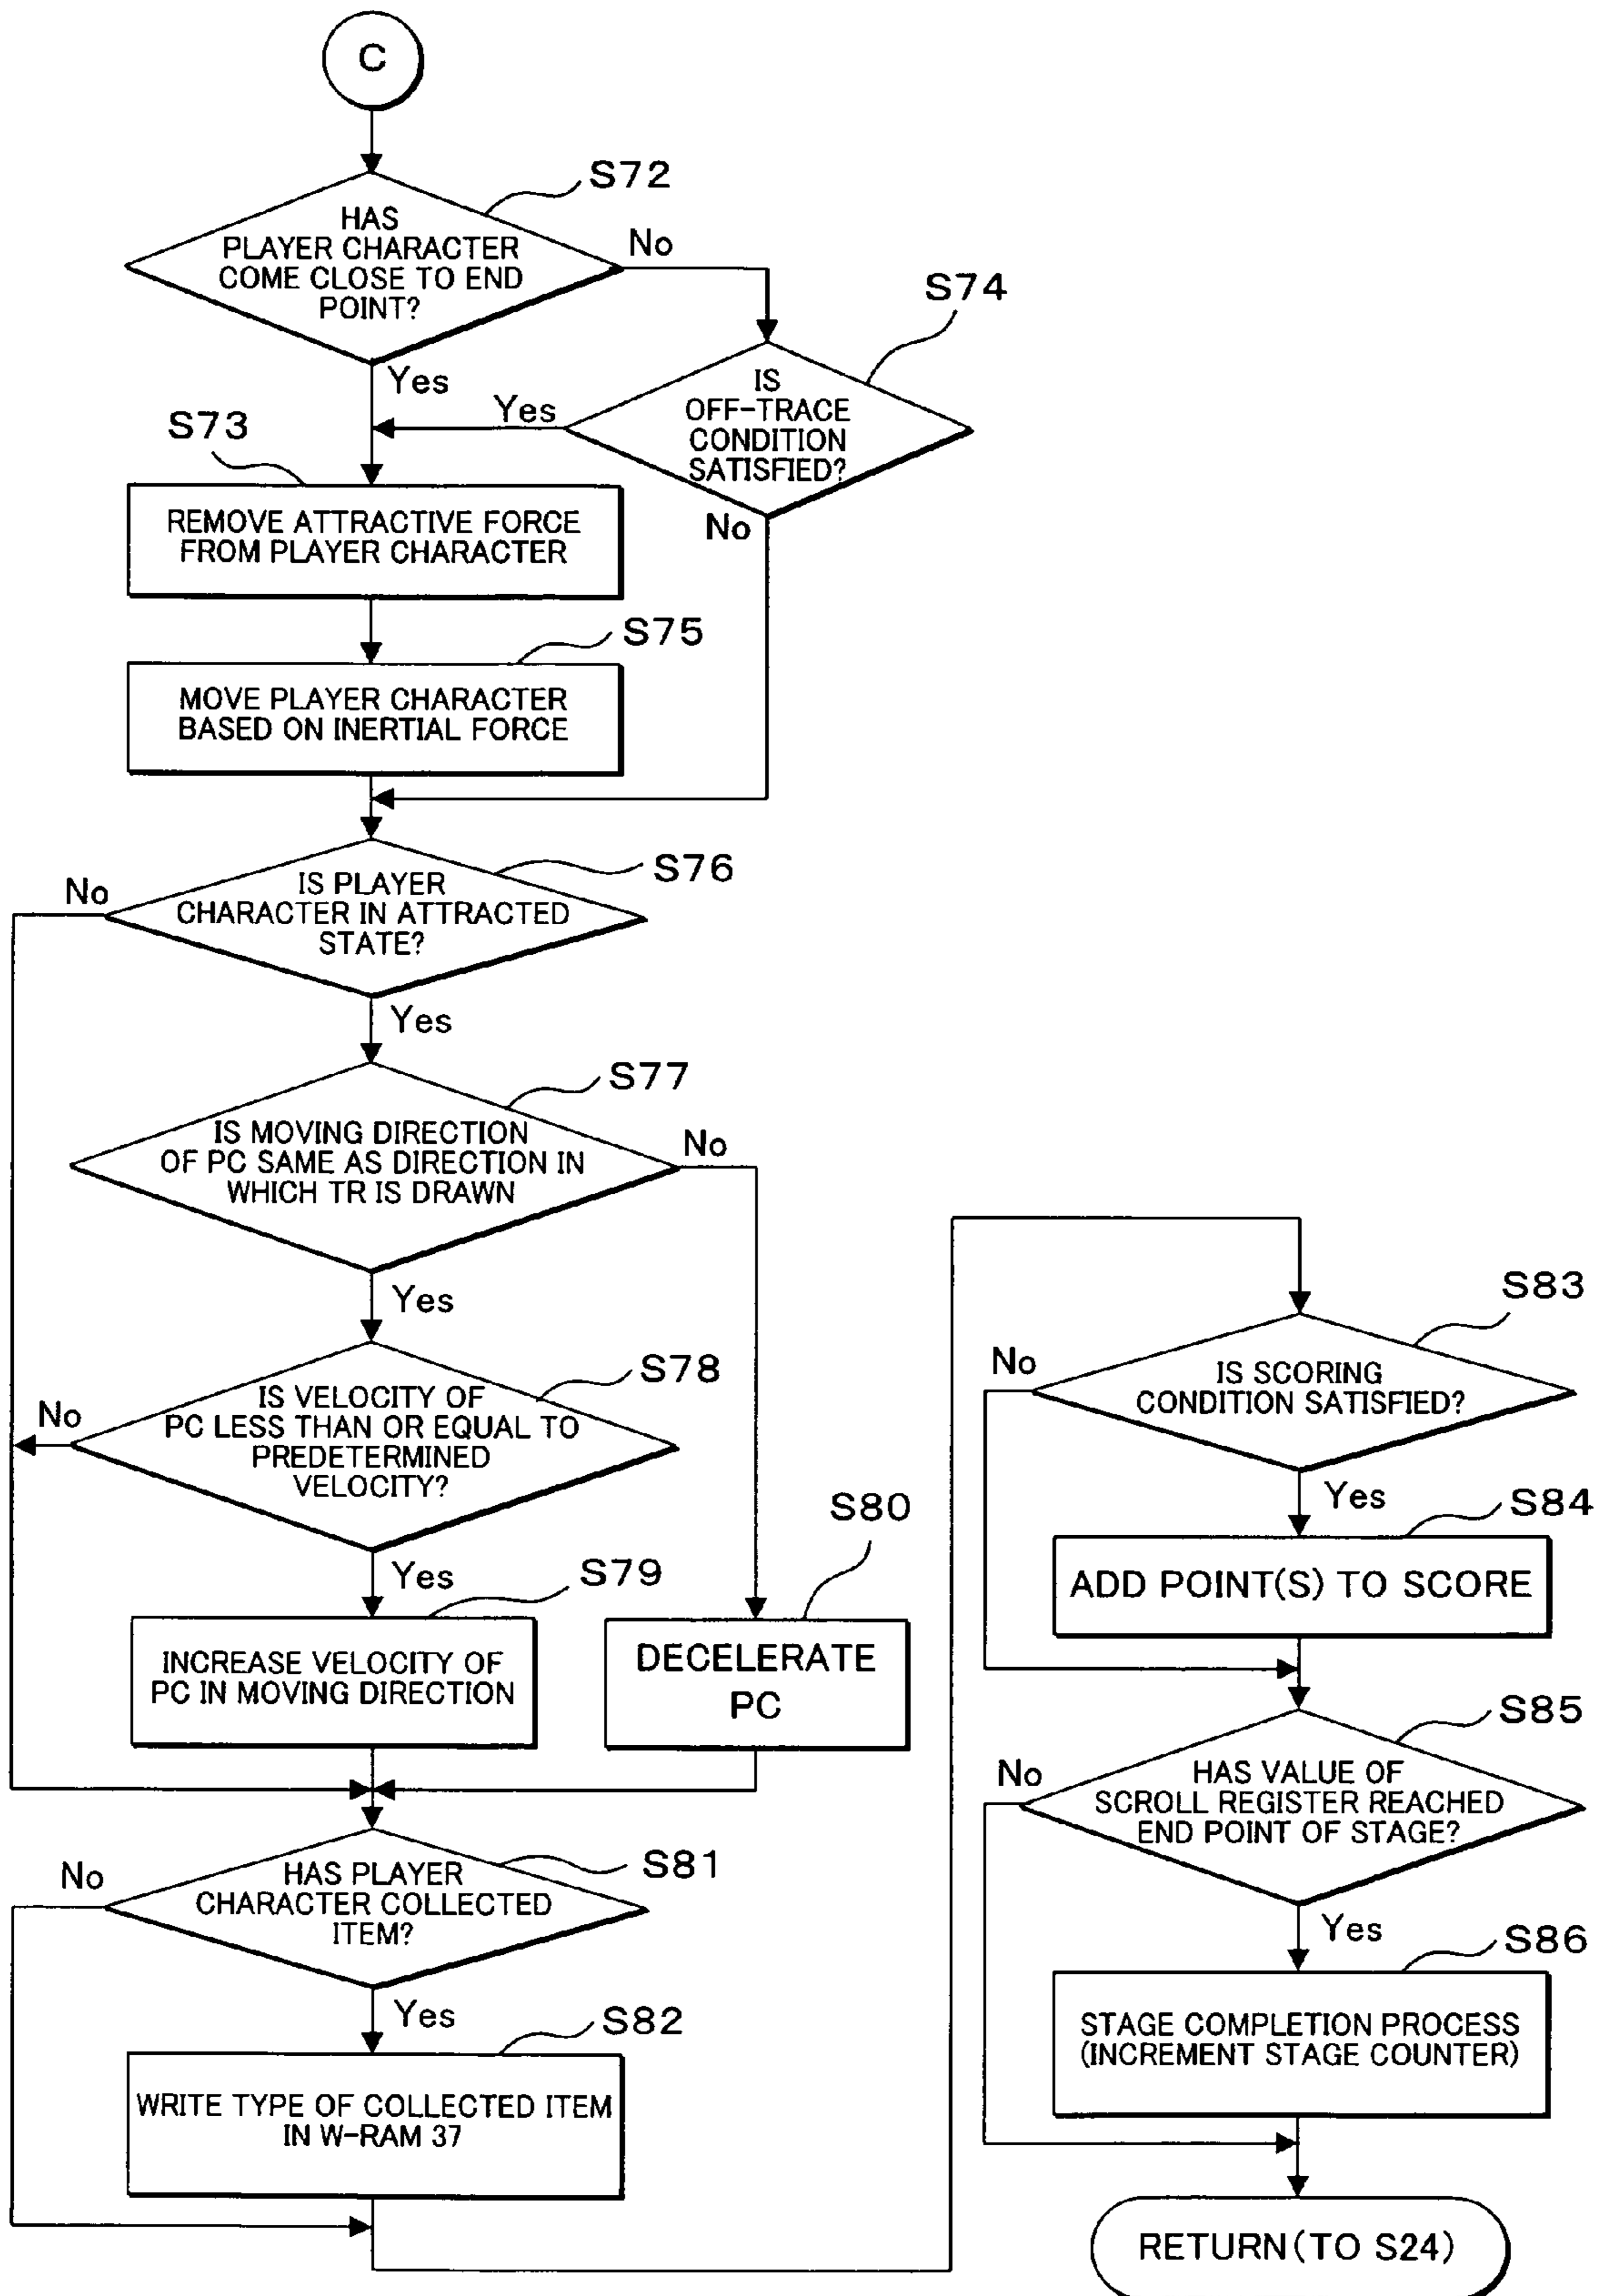 C
S72
HAS
PLAYER CHARACTER
COME CLOSE TO END
POINT?
No
Yes
S74
IS
OFF-TRACE
CONDITION
SATISFIED?
Yes
No
S73
REMOVE ATTRACTIVE FORCE
FROM PLAYER CHARACTER
S75
MOVE PLAYER CHARACTER
BASED ON INERTIAL FORCE
S76
No
IS PLAYER
CHARACTER IN ATTRACTED
STATE?
Yes
S77
IS MOVING DIRECTION
OF PC SAME AS DIRECTION IN
WHICH TR IS DRAWN
No
Yes
S78
No
IS VELOCITY OF
PC LESS THAN OR EQUAL TO
PREDETERMINED
VELOCITY?
Yes
S79
INCREASE VELOCITY OF
PC IN MOVING DIRECTION
S80
DECELERATE
PC
S81
No
HAS PLAYER
CHARACTER COLLECTED
ITEM?
Yes
S82
WRITE TYPE OF COLLECTED ITEM
IN W-RAM 37
S83
No
IS SCORING
CONDITION SATISFIED?
Yes
S84
ADD POINT(S) TO SCORE
S85
No
HAS VALUE OF
SCROLL REGISTER REACHED
END POINT OF STAGE?
Yes
S86
STAGE COMPLETION PROCESS
(INCREMENT STAGE COUNTER)
RETURN(TO S24)